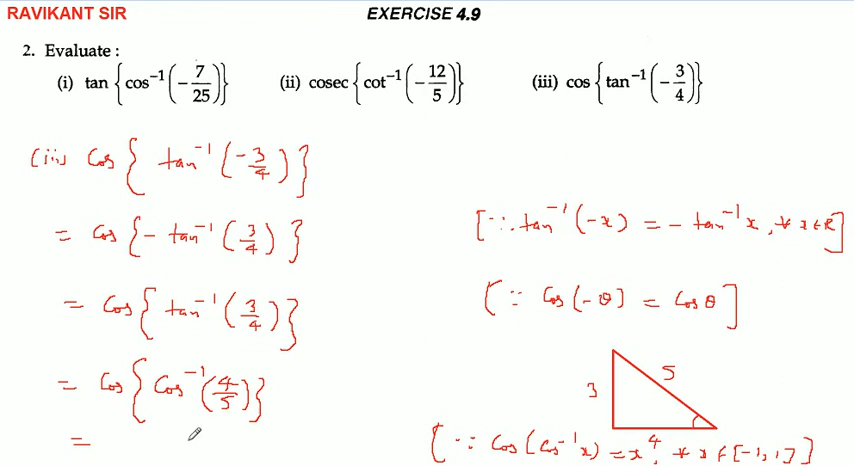 RAVIKANT SIR EXERCISE 4.9
2. Evaluate :
(i) tan {cos⁻¹(-7/25)} (ii) cosec {cot⁻¹(-12/5)} (iii) cos {tan⁻¹(-3/4)}
(iii) Cos{ tan⁻¹(-3/4)}
= Cos{- tan⁻¹(3/4)} [∵ tan⁻¹(-x) = - tan⁻¹x, ∀ x ∈ R]
= Cos{tan⁻¹(3/4)} (∵ Cos(-θ) = Cos θ]
3 5
= Cos{Cos⁻¹(4/5)}
4
= (∵ Cos(Cos⁻¹x) = x, ∀ x ∈ [-1, 1])